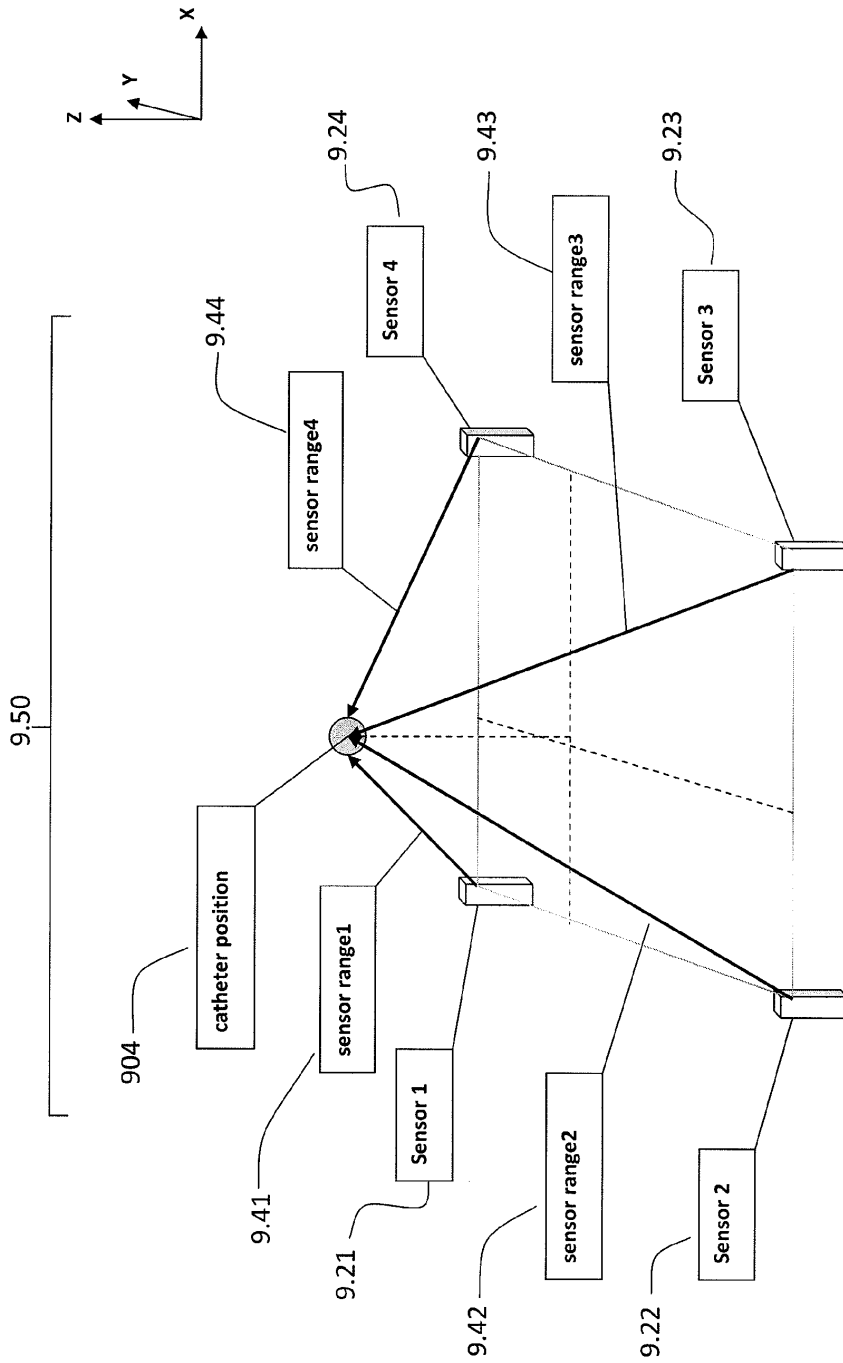 9.50
Z
Y
X
904
catheter position
9.44
sensor range4
9.41
sensor range1
9.24
Sensor 4
9.21
Sensor 1
9.43
sensor range3
9.42
sensor range2
9.23
Sensor 3
9.22
Sensor 2